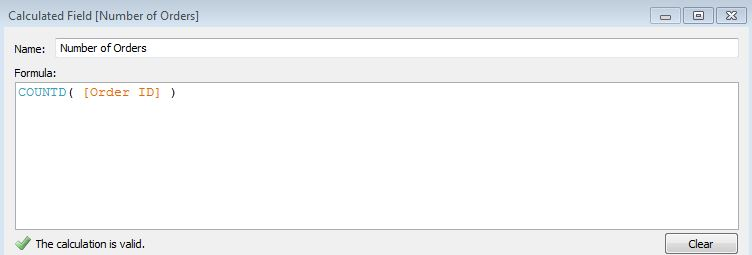 Calculated Field [Number of Orders]
Name: Number of Orders
Formula:
COUNTD( [Order ID] )
The calculation is valid. Clear